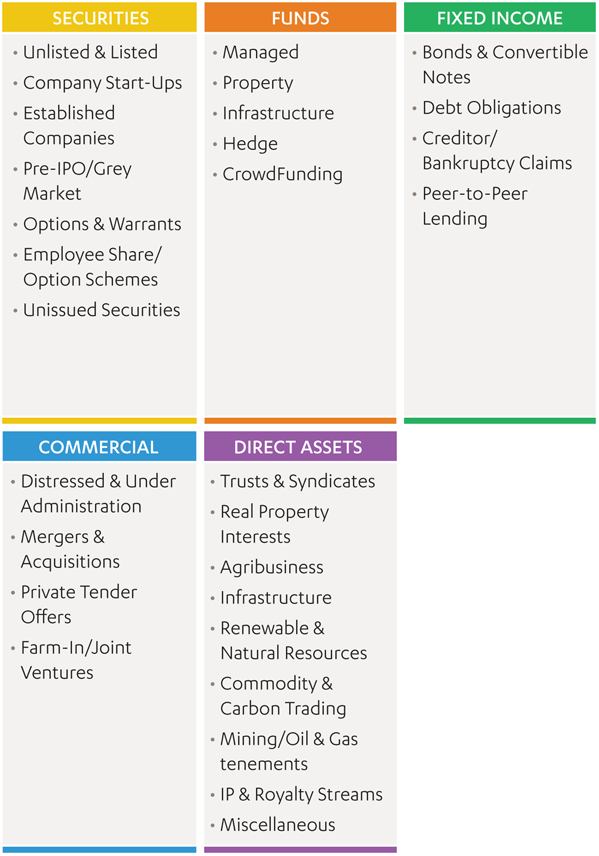 SECURITIES
• Unlisted & Listed
• Company Start-Ups
• Established
Companies
• Pre-IPO/Grey
Market
• Options & Warrants
• Employee Share/
Option Schemes
• Unissued Securities
FUNDS
• Managed
• Property
• Infrastructure
• Hedge
• CrowdFunding
FIXED INCOME
• Bonds & Convertible
Notes
• Debt Obligations
• Creditor/
Bankruptcy Claims
• Peer-to-Peer
Lending
COMMERCIAL
• Distressed & Under
Administration
• Mergers &
Acquisitions
• Private Tender
Offers
• Farm-In/Joint
Ventures
DIRECT ASSETS
• Trusts & Syndicates
• Real Property
Interests
• Agribusiness
• Infrastructure
• Renewable &
Natural Resources
• Commodity &
Carbon Trading
• Mining/Oil & Gas
tenements
• IP & Royalty Streams
• Miscellaneous